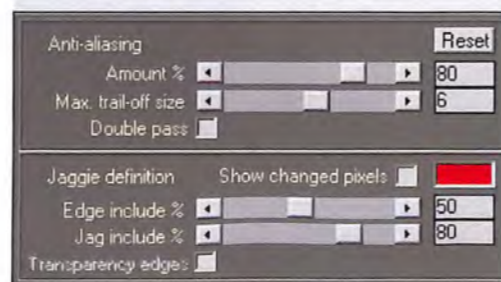 Anti-aliasing Reset
Amount % 80
Max. trail-off size 6
Double pass
Jaggie definition Show changed pixels
Edge include % 50
Jag include % 80
Transparency edges